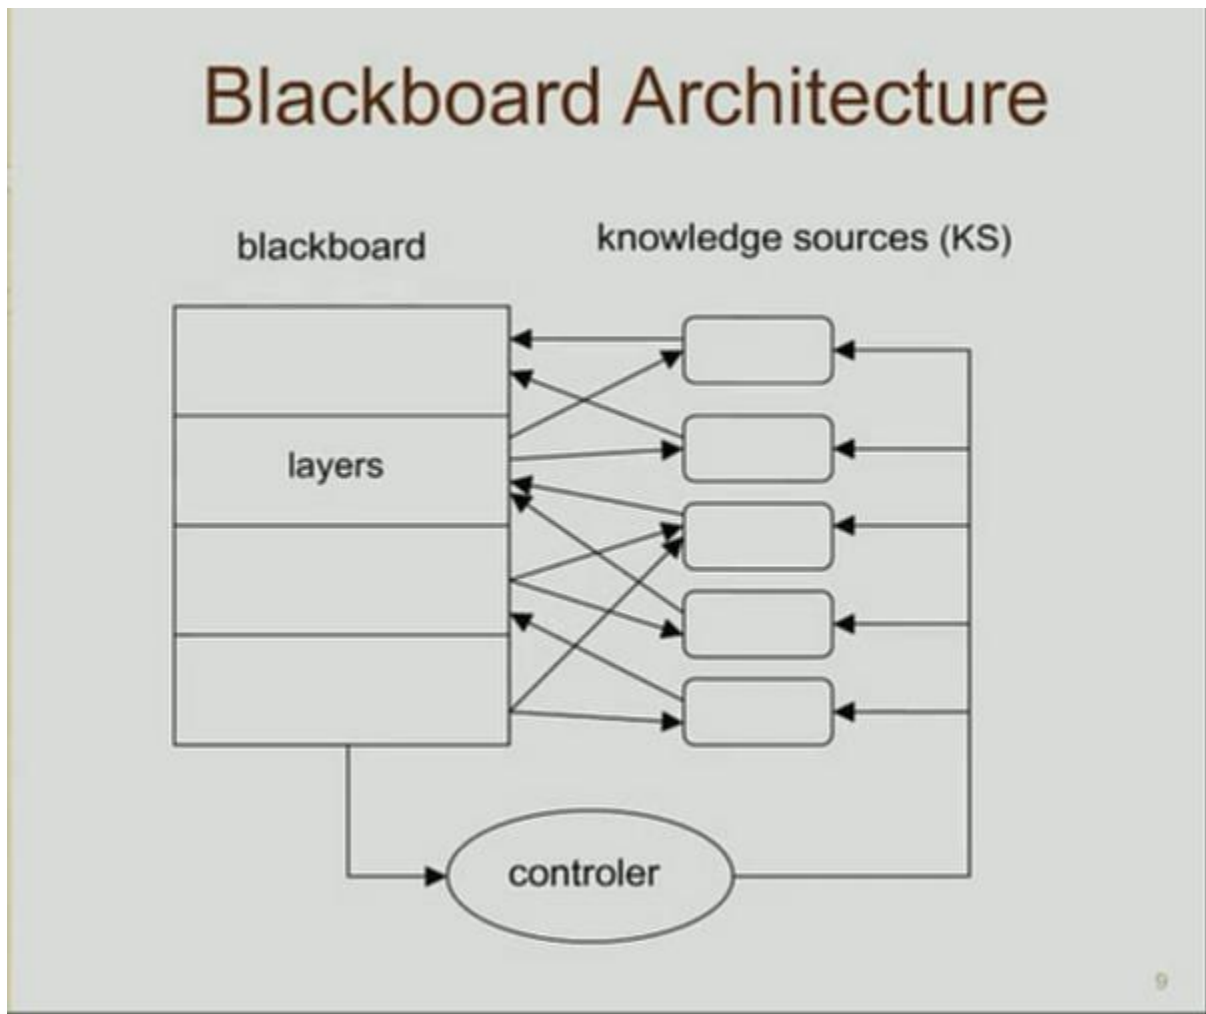 Blackboard Architecture
blackboard
knowledge sources (KS)
layers
controler
9